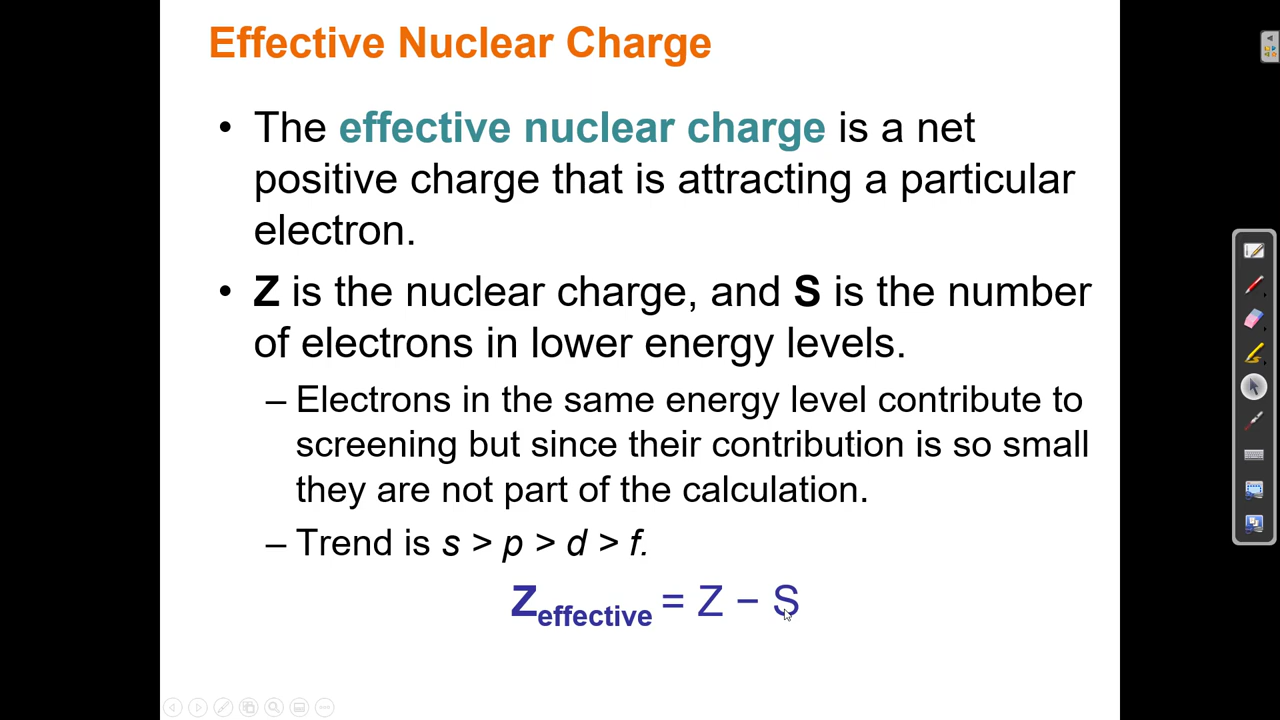 Effective Nuclear Charge
• The effective nuclear charge is a net
positive charge that is attracting a particular
electron.
• Z is the nuclear charge, and S is the number
of electrons in lower energy levels.
– Electrons in the same energy level contribute to
screening but since their contribution is so small
they are not part of the calculation.
– Trend is s > p > d > f.
Zeffective = Z − S